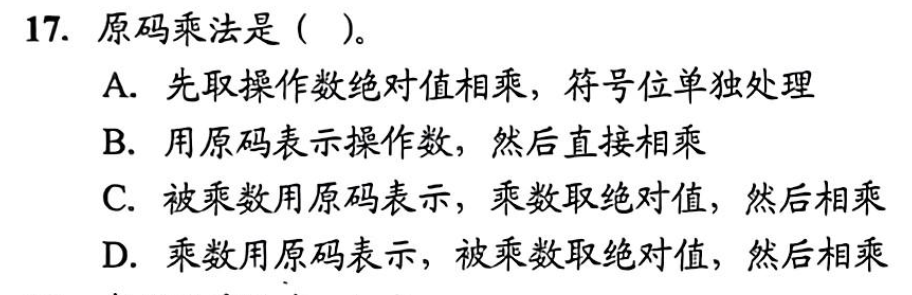 17. 原码乘法是（ ）。
A. 先取操作数绝对值相乘，符号位单独处理
B. 用原码表示操作数，然后直接相乘
C. 被乘数用原码表示，乘数取绝对值，然后相乘
D. 乘数用原码表示，被乘数取绝对值，然后相乘